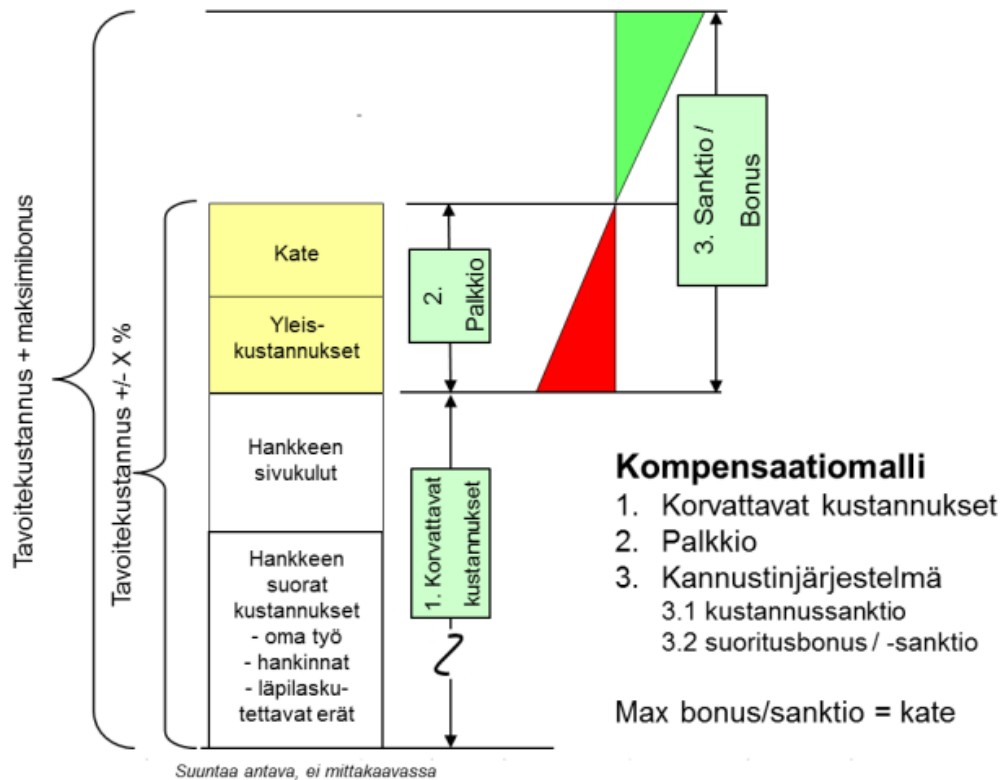 Tavoitekustannus + maksimibonus
Tavoitekustannus +/- X %
Kate
Yleis-
kustannukset
Hankkeen
sivukulut
Hankkeen
suorat
kustannukset
- oma työ
- hankinnat
- läpilasku-
tettavat erät
2.
Palkkio
1. Korvattavat
kustannukset
3. Sanktio /
Bonus
Kompensaatiomalli
1. Korvattavat kustannukset
2. Palkkio
3. Kannustinjärjestelmä
3.1 kustannussanktio
3.2 suoritusbonus / -sanktio
Max bonus/sanktio = kate
Suuntaa antava, ei mittakaavassa